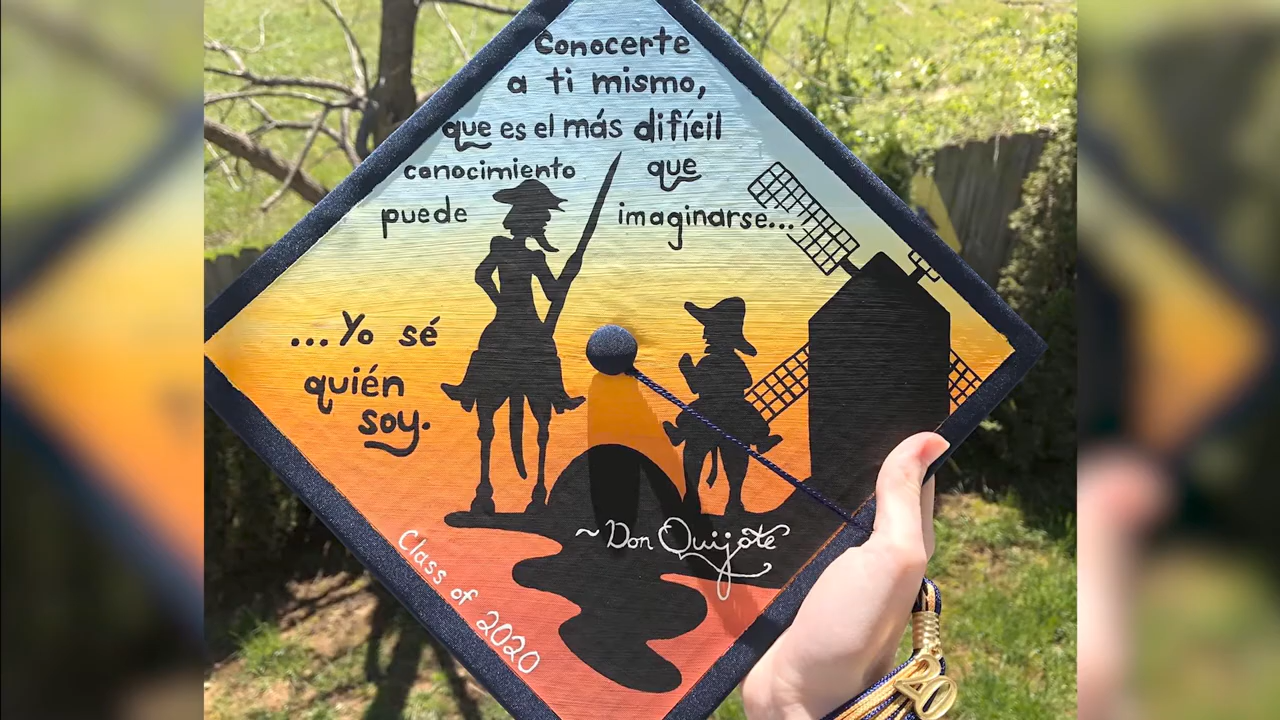 Conocerte
a ti mismo,
que es el más difícil
conocimiento que
puede imaginarse...
...Yo sé
quién
soy.
~Don Quijote
Class of 2020
20